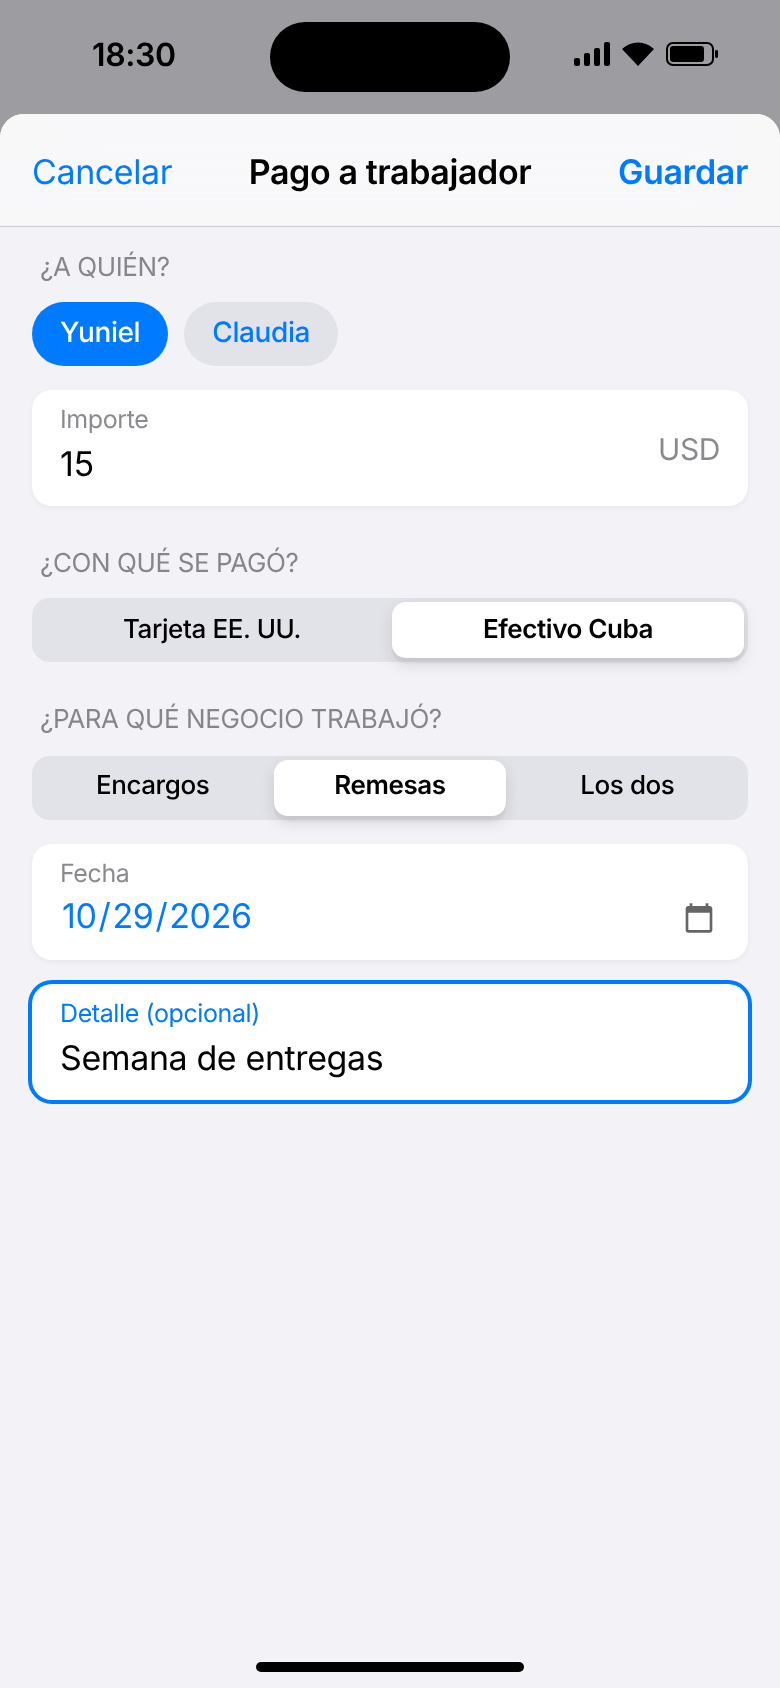 18:30
Cancelar
Pago a trabajador
Guardar
¿A QUIÉN?
Yuniel
Claudia
Importe
15
USD
¿CON QUÉ SE PAGÓ?
Tarjeta EE. UU.
Efectivo Cuba
¿PARA QUÉ NEGOCIO TRABAJÓ?
Encargos
Remesas
Los dos
Fecha
10/29/2026
Detalle (opcional)
Semana de entregas